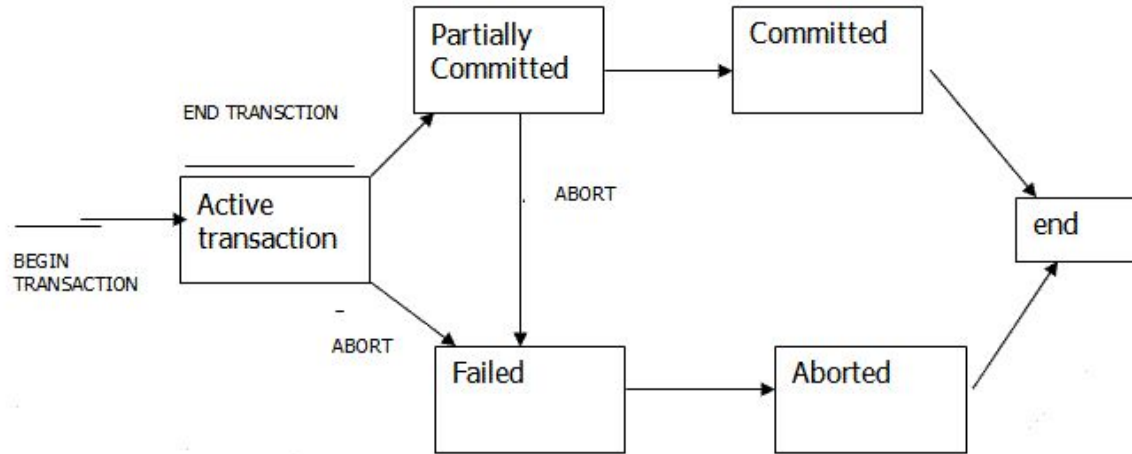 Partially
Committed
Committed
END TRANSCTION
ABORT
Active
transaction
end
BEGIN
TRANSACTION
ABORT
Failed
Aborted